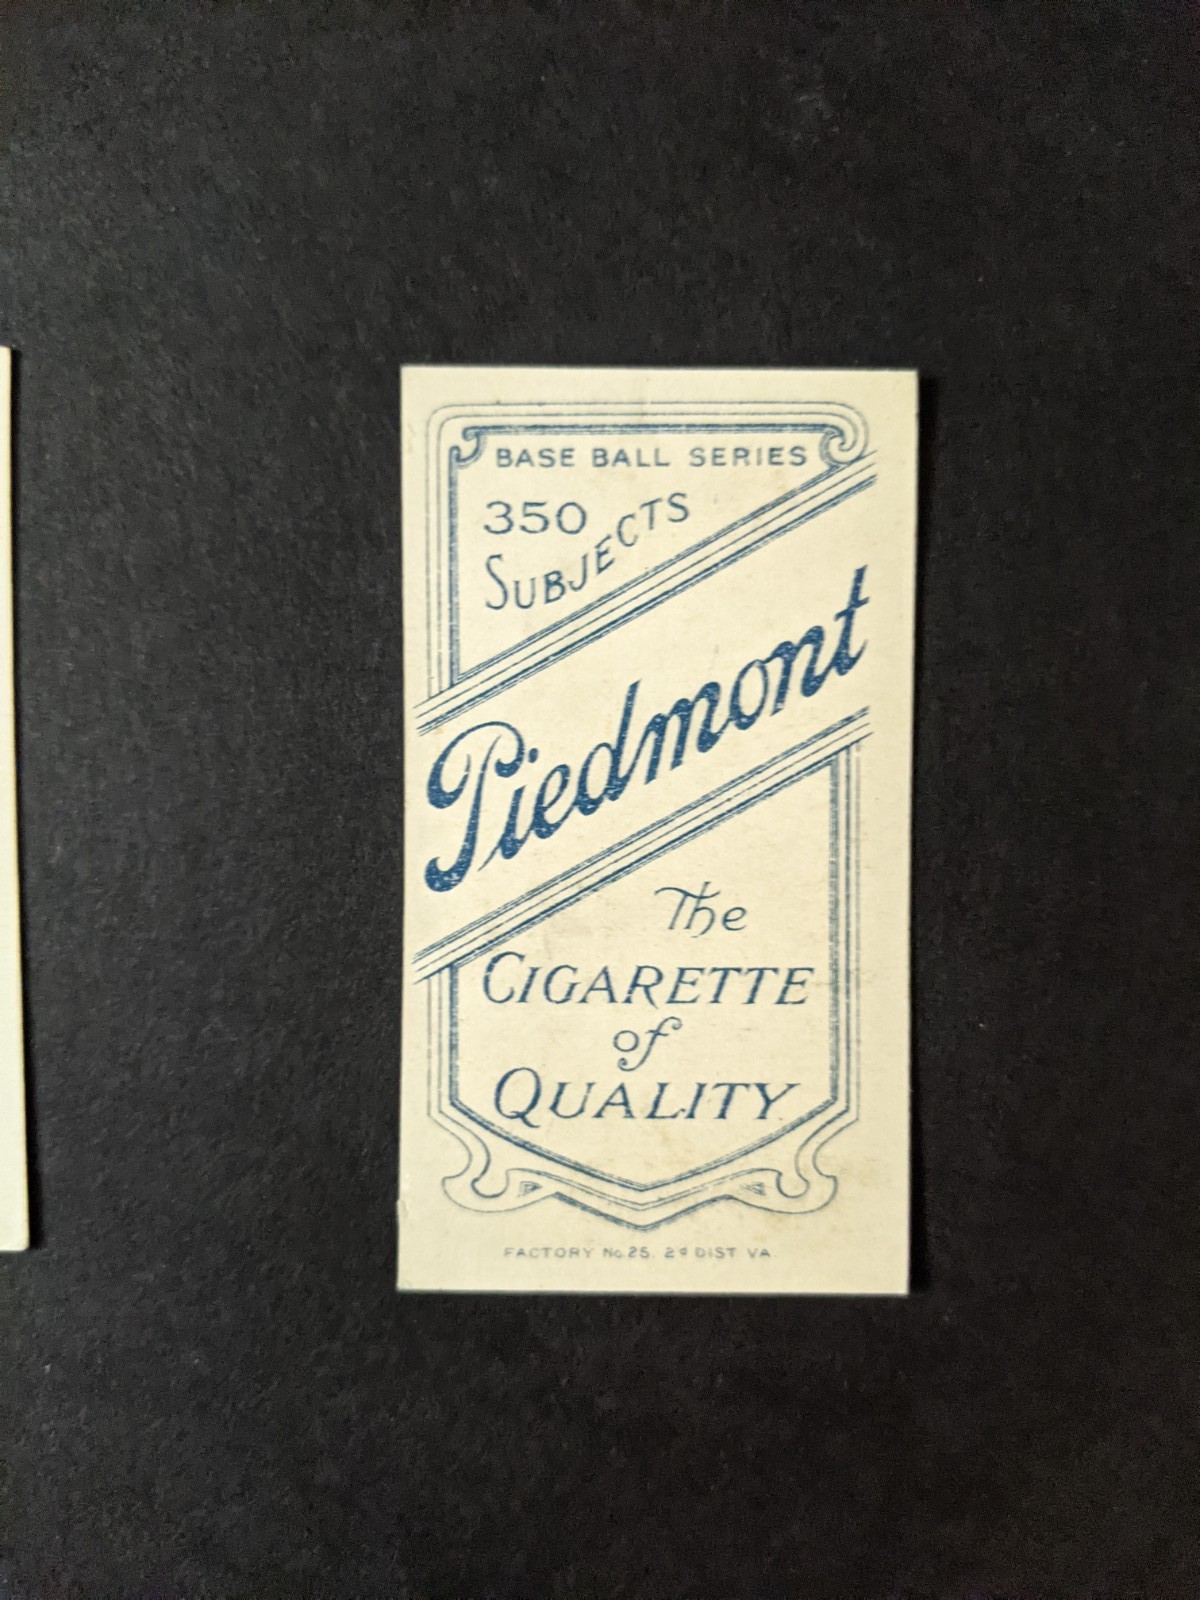 BASE BALL SERIES
350
SUBJECTS
Piedmont
The
CIGARETTE
of
QUALITY
FACTORY No.25. 2d DIST VA.